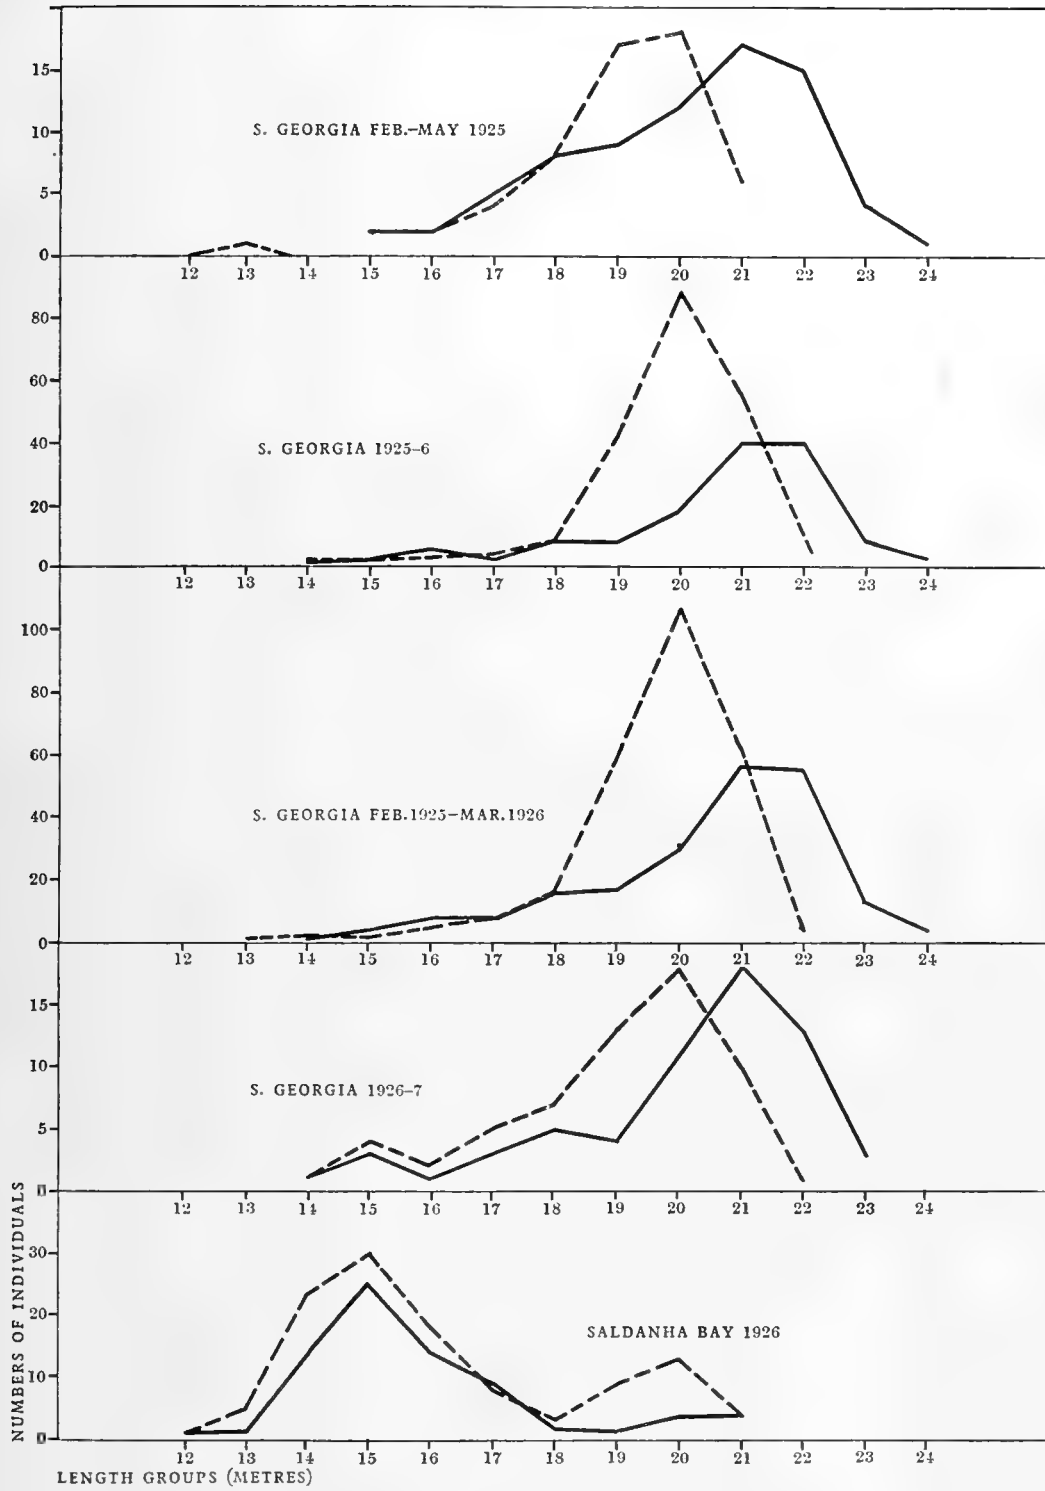 15
10
5
0
S. GEORGIA FEB.–MAY 1925
12 13 14 15 16 17 18 19 20 21 22 23 24
80
60
40
20
0
S. GEORGIA 1925–6
12 13 14 15 16 17 18 19 20 21 22 23 24
100
80
60
40
20
0
S. GEORGIA FEB.1925–MAR.1926
12 13 14 15 16 17 18 19 20 21 22 23 24
15
10
5
0
S. GEORGIA 1926–7
12 13 14 15 16 17 18 19 20 21 22 23 24
NUMBERS OF INDIVIDUALS
30
20
10
0
SALDANHA BAY 1926
12 13 14 15 16 17 18 19 20 21 22 23 24
LENGTH GROUPS (METRES)